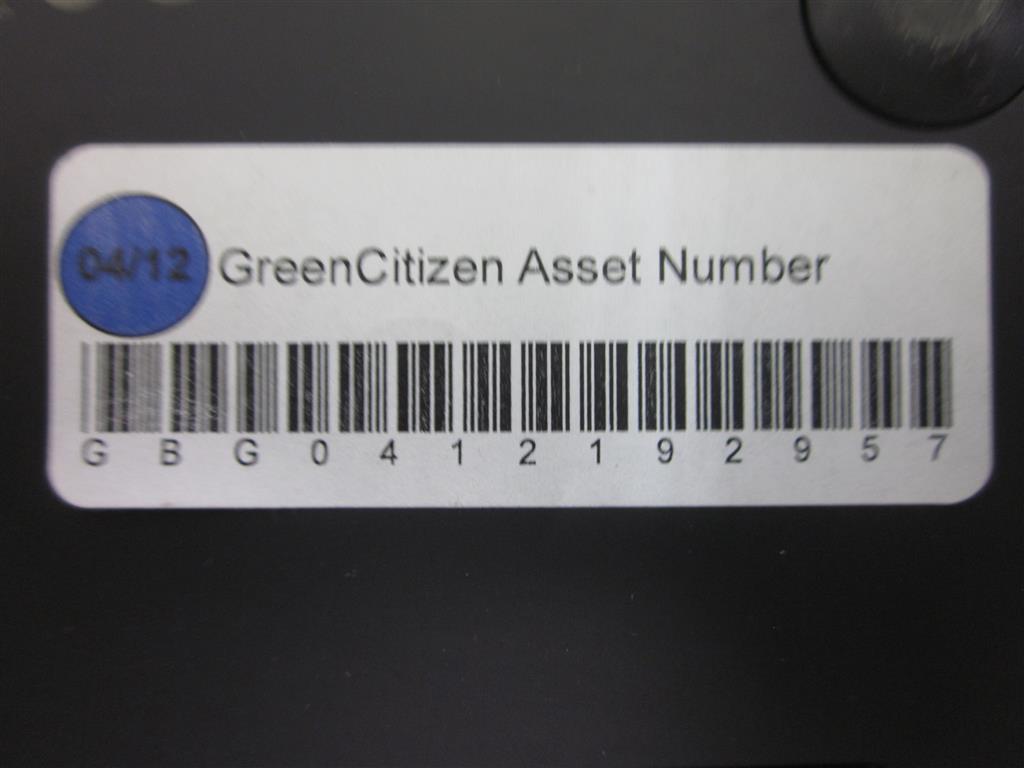 04/12 GreenCitizen Asset Number
G B G 0 4 1 2 1 9 2 9 5 7